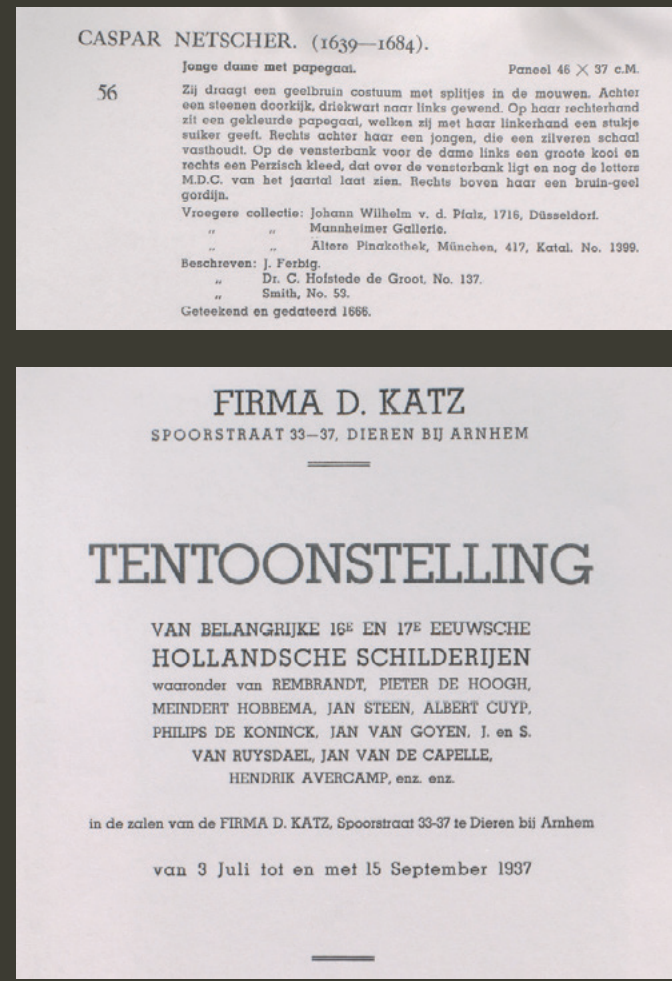 CASPAR NETSCHER. (1639—1684).
Jonge dame met papegaai. Paneel 46 × 37 c.M.
56 Zij draagt een geelbruin costuum met splitjes in de mouwen. Achter
een steenen doorkijk, driekwart naar links gewend. Op haar rechterhand
zit een gekleurde papegaai, welken zij met haar linkerhand een stukje
suiker geeft. Rechts achter haar een jongen, die een zilveren schaal
vasthoudt. Op de vensterbank voor de dame links een groote kooi en
rechts een Perzisch kleed, dat over de vensterbank ligt en nog de letters
M.D.C. van het jaartal laat zien. Rechts boven haar een bruin-geel
gordijn.
Vroegere collectie: Johann Wilhelm v. d. Pfalz, 1716, Düsseldorf.
„ „ Mannheimer Gallerie.
„ „ Altere Pinakothek, München, 417, Katal. No. 1399.
Beschreven: J. Ferbig.
„ Dr. C. Hofstede de Groot, No. 137.
„ Smith, No. 53.
Geteekend en gedateerd 1666.
FIRMA D. KATZ
SPOORSTRAAT 33—37, DIEREN BIJ ARNHEM
TENTOONSTELLING
VAN BELANGRIJKE 16E EN 17E EEUWSCHE
HOLLANDSCHE SCHILDERIJEN
waaronder van REMBRANDT, PIETER DE HOOGH,
MEINDERT HOBBEMA, JAN STEEN, ALBERT CUYP,
PHILIPS DE KONINCK, JAN VAN GOYEN, J. en S.
VAN RUYSDAEL, JAN VAN DE CAPELLE,
HENDRIK AVERCAMP, enz. enz.
in de zalen van de FIRMA D. KATZ, Spoorstraat 33-37 te Dieren bij Arnhem
van 3 Juli tot en met 15 September 1937